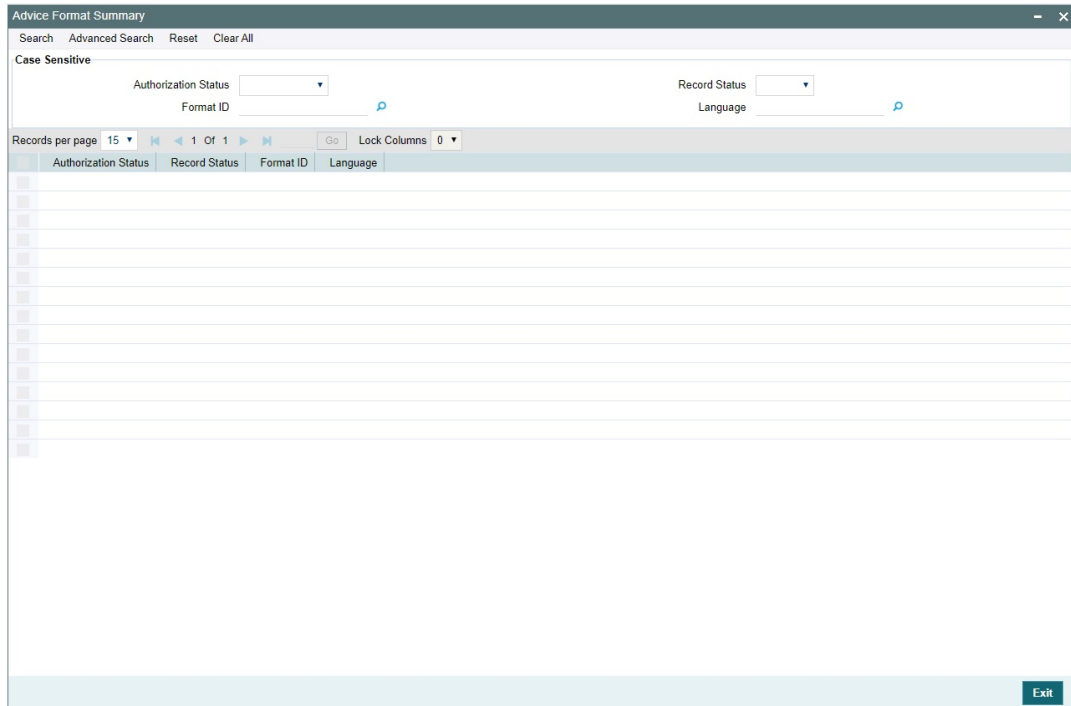 Advice Format Summary
Search Advanced Search Reset Clear All
Case Sensitive
Authorization Status Record Status
Format ID Language
Records per page 15 1 Of 1 Go Lock Columns 0
Authorization Status Record Status Format ID Language
Exit